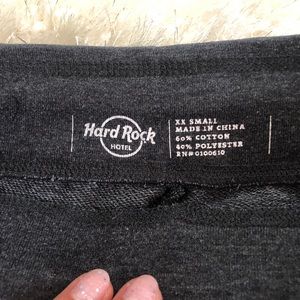 Hard Rock
HOTEL
XX SMALL
MADE IN CHINA
60% COTTON
40% POLYESTER
RN#0100610